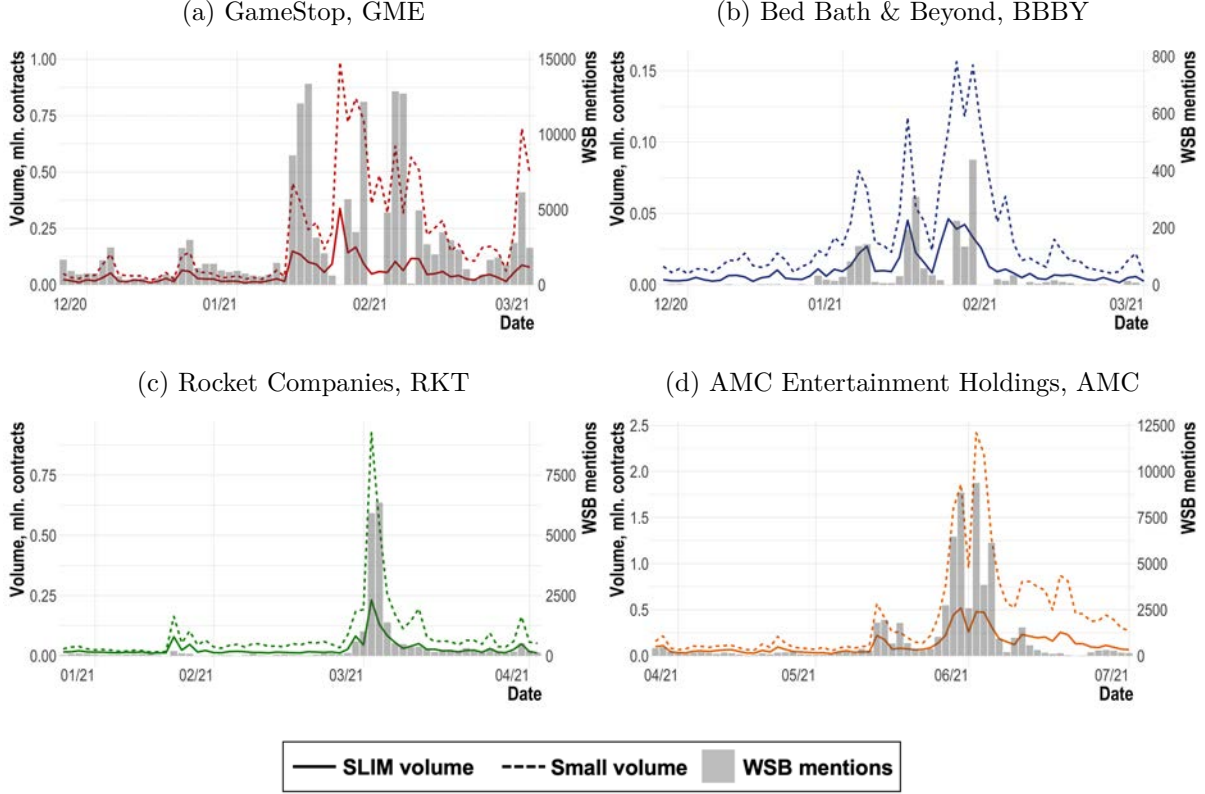 (a) GameStop, GME
Volume, mln. contracts
1.00
0.75
0.50
0.25
0.00
15000
10000
5000
0
WSB mentions
12/20 01/21 02/21 03/21
Date
(b) Bed Bath & Beyond, BBBY
Volume, mln. contracts
0.15
0.10
0.05
0.00
800
600
400
200
0
WSB mentions
12/20 01/21 02/21 03/21
Date
(c) Rocket Companies, RKT
Volume, mln. contracts
0.75
0.50
0.25
0.00
7500
5000
2500
0
WSB mentions
01/21 02/21 03/21 04/21
Date
(d) AMC Entertainment Holdings, AMC
Volume, mln. contracts
2.5
2.0
1.5
1.0
0.5
0.0
12500
10000
7500
5000
2500
0
WSB mentions
04/21 05/21 06/21 07/21
Date
SLIM volume Small volume WSB mentions